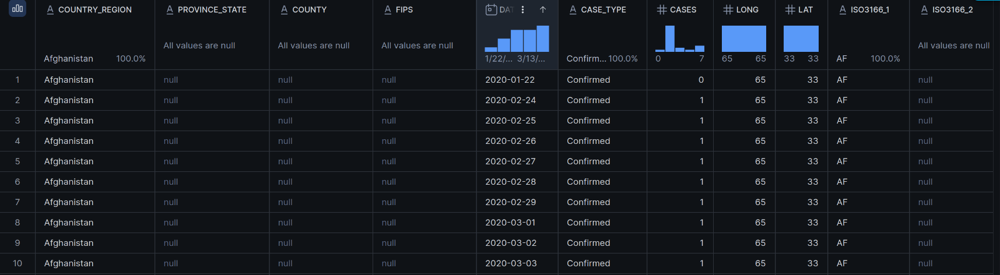 COUNTRY_REGION PROVINCE_STATE COUNTY FIPS DAT CASE_TYPE CASES LONG LAT ISO3166_1 ISO3166_2
All values are null All values are null All values are null All values are null
Afghanistan 100.0% 1/22/... 3/13/... Confirm... 100.0% 0 7 65 65 33 33 AF 100.0%
1 Afghanistan null null null 2020-01-22 Confirmed 0 65 33 AF null
2 Afghanistan null null null 2020-02-24 Confirmed 1 65 33 AF null
3 Afghanistan null null null 2020-02-25 Confirmed 1 65 33 AF null
4 Afghanistan null null null 2020-02-26 Confirmed 1 65 33 AF null
5 Afghanistan null null null 2020-02-27 Confirmed 1 65 33 AF null
6 Afghanistan null null null 2020-02-28 Confirmed 1 65 33 AF null
7 Afghanistan null null null 2020-02-29 Confirmed 1 65 33 AF null
8 Afghanistan null null null 2020-03-01 Confirmed 1 65 33 AF null
9 Afghanistan null null null 2020-03-02 Confirmed 1 65 33 AF null
10 Afghanistan null null null 2020-03-03 Confirmed 1 65 33 AF null